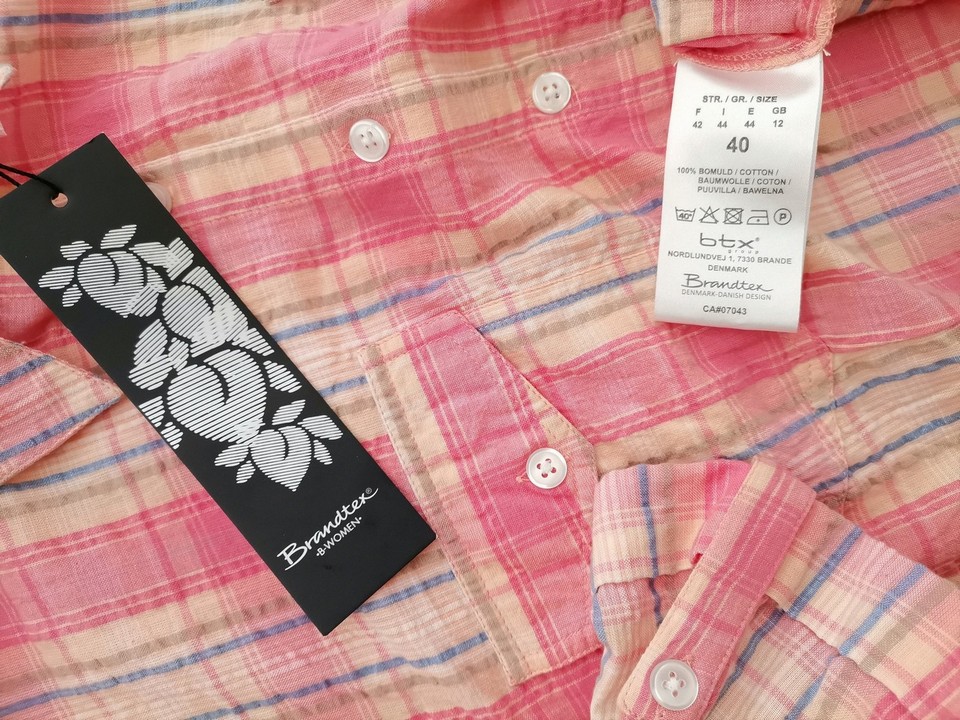 STR. / GR. / SIZE
F I E GB
42 44 44 12
40
100% BOMULD / COTTON /
BAUMWOLLE / COTON /
PUUVILLA / BAWELNA
40° P
btx®
group
NORDLUNDVEJ 1, 7330 BRANDE
DENMARK
Brandtex
DENMARK-DANISH DESIGN
CA#07043
Brandtex®
•B•WOMEN•